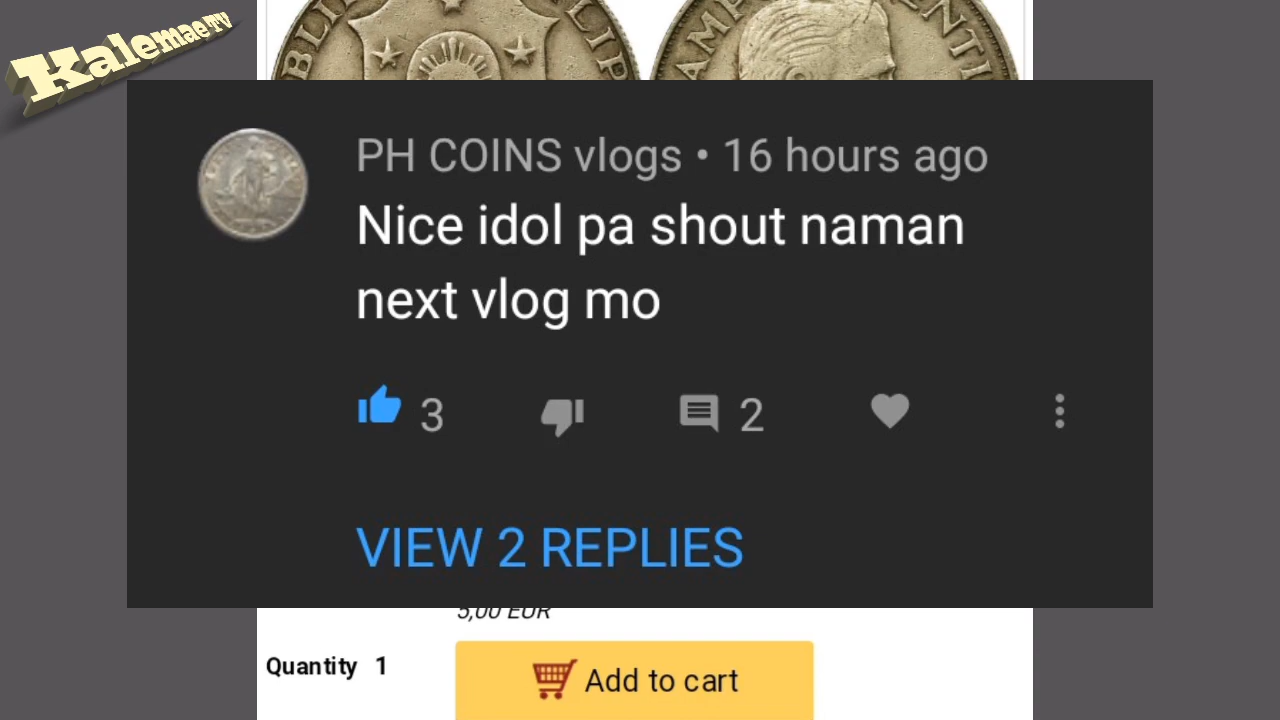 Kalemae TV
PH COINS vlogs • 16 hours ago
Nice idol pa shout naman
next vlog mo
3
2
VIEW 2 REPLIES
5,00 EUR
Quantity 1
Add to cart